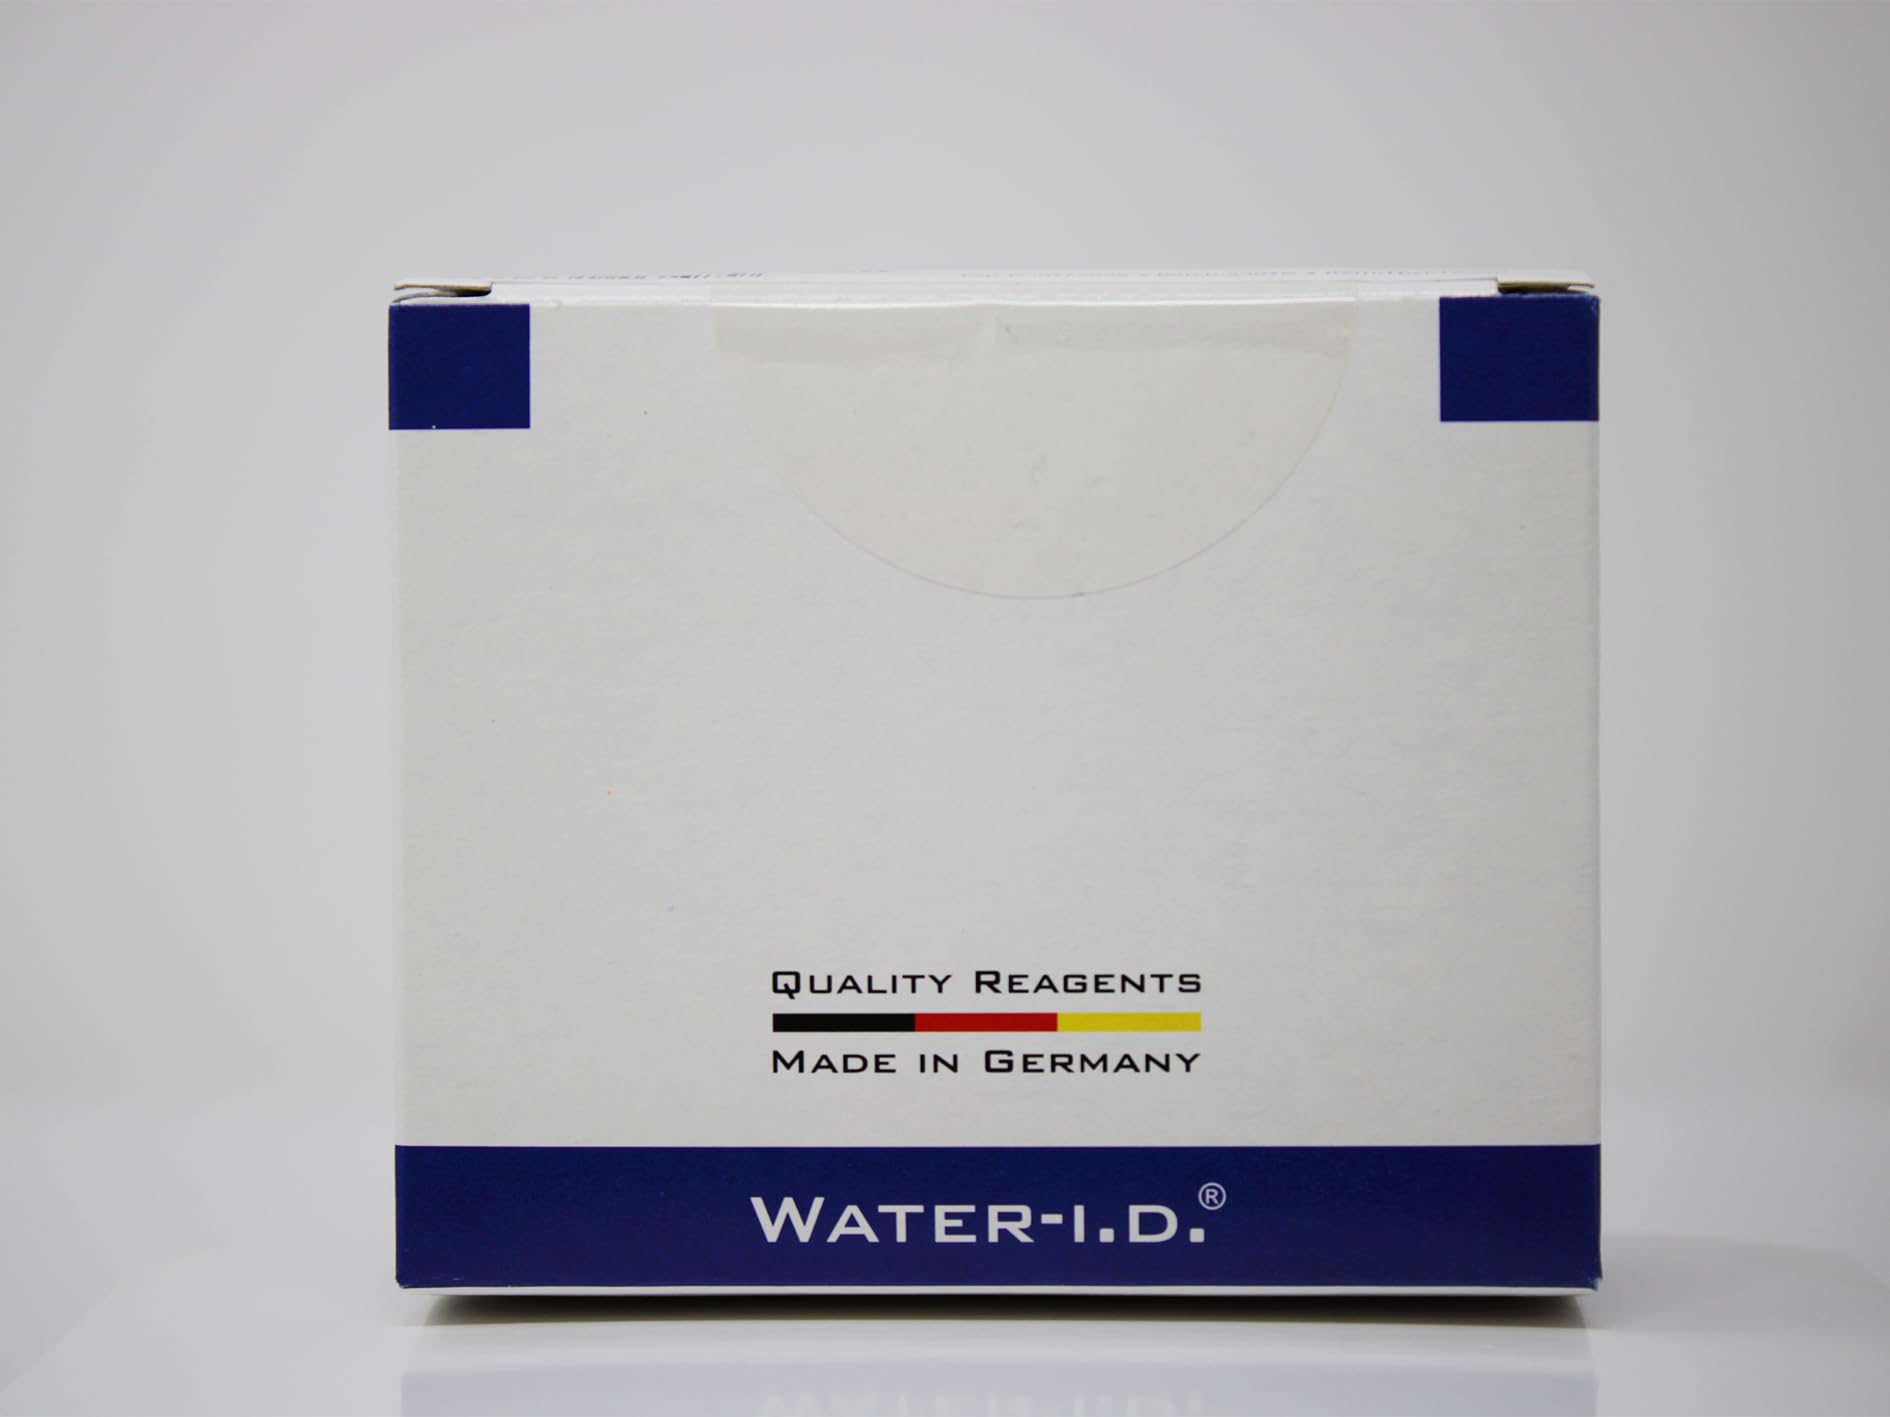 QUALITY REAGENTS
MADE IN GERMANY
WATER-I.D.®